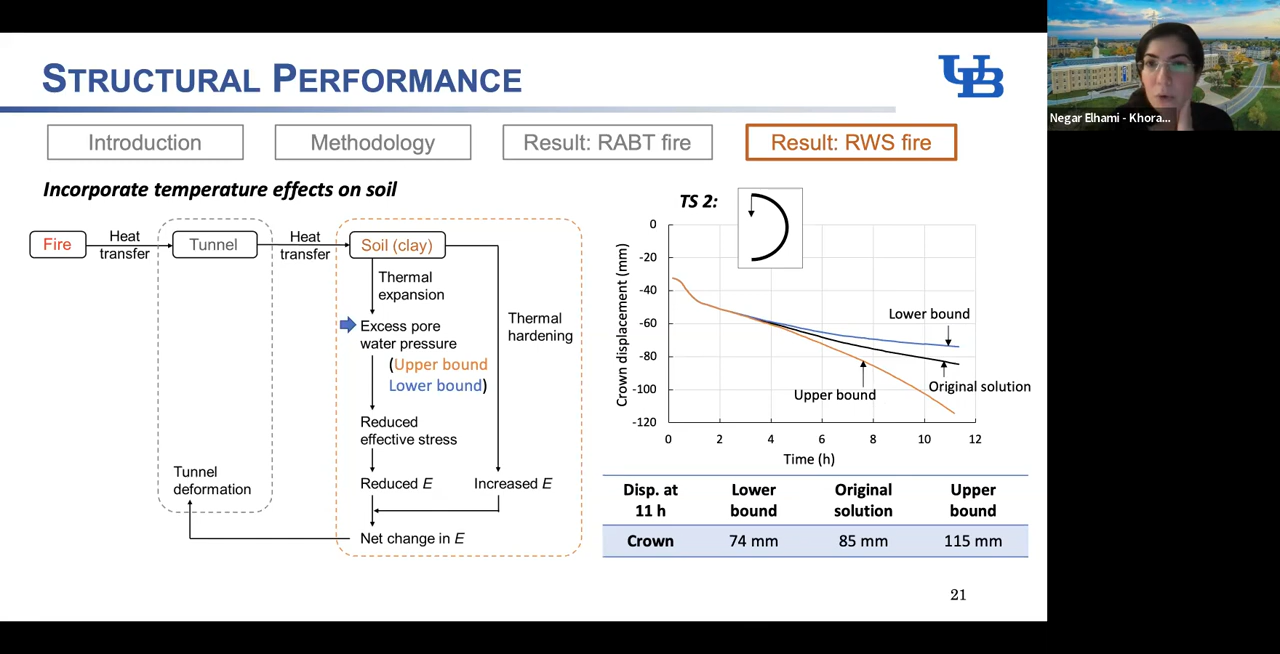 STRUCTURAL PERFORMANCE
UB
Introduction
Methodology
Result: RABT fire
Result: RWS fire
Incorporate temperature effects on soil
Fire
Heat
transfer
Tunnel
Heat
transfer
Soil (clay)
Thermal
expansion
Excess pore
water pressure
(Upper bound
Lower bound)
Thermal
hardening
Reduced
effective stress
Reduced E
Increased E
Net change in E
Tunnel
deformation
TS 2:
Crown displacement (mm)
0
-20
-40
-60
-80
-100
-120
0
2
4
6
8
10
12
Time (h)
Lower bound
Original solution
Upper bound
Disp. at
11 h
Lower
bound
Original
solution
Upper
bound
Crown
74 mm
85 mm
115 mm
21
Negar Elhami - Khora...